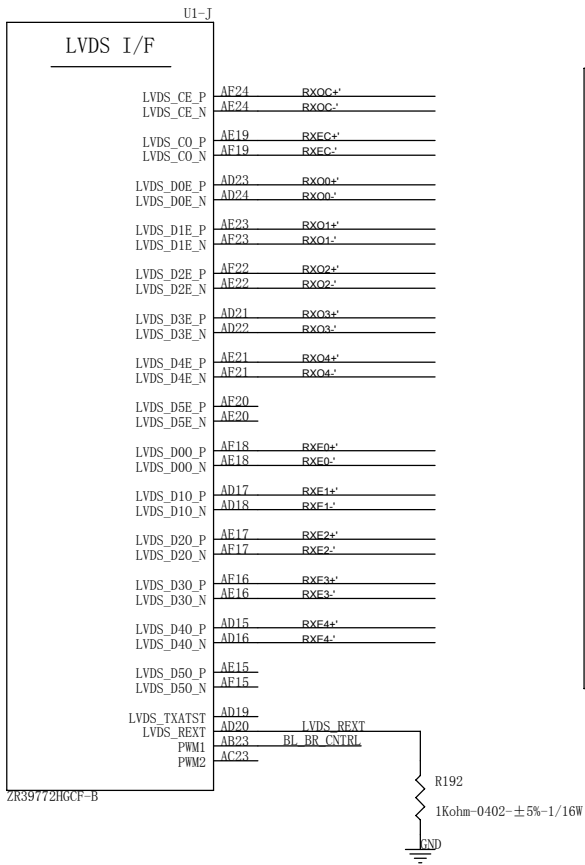 U1-J
LVDS I/F
LVDS_CE_P AF24 RXOC+'
LVDS_CE_N AE24 RXOC-'
LVDS_CO_P AE19 RXEC+'
LVDS_CO_N AF19 RXEC-'
LVDS_D0E_P AD23 RXO0+'
LVDS_D0E_N AD24 RXO0-'
LVDS_D1E_P AE23 RXO1+'
LVDS_D1E_N AF23 RXO1-'
LVDS_D2E_P AF22 RXO2+'
LVDS_D2E_N AE22 RXO2-'
LVDS_D3E_P AD21 RXO3+'
LVDS_D3E_N AD22 RXO3-'
LVDS_D4E_P AE21 RXO4+'
LVDS_D4E_N AF21 RXO4-'
LVDS_D5E_P AF20
LVDS_D5E_N AE20
LVDS_D0O_P AF18 RXE0+'
LVDS_D0O_N AE18 RXE0-'
LVDS_D1O_P AD17 RXE1+'
LVDS_D1O_N AD18 RXE1-'
LVDS_D2O_P AE17 RXE2+'
LVDS_D2O_N AF17 RXE2-'
LVDS_D3O_P AF16 RXE3+'
LVDS_D3O_N AE16 RXE3-'
LVDS_D4O_P AD15 RXE4+'
LVDS_D4O_N AD16 RXE4-'
LVDS_D5O_P AE15
LVDS_D5O_N AF15
LVDS_TXATST AD19
LVDS_REXT AD20 LVDS_REXT
PWM1 AB23 BL_BR_CNTRL
PWM2 AC23
ZR39772HGCF-B
R192
1Kohm-0402-±5%-1/16W
GND